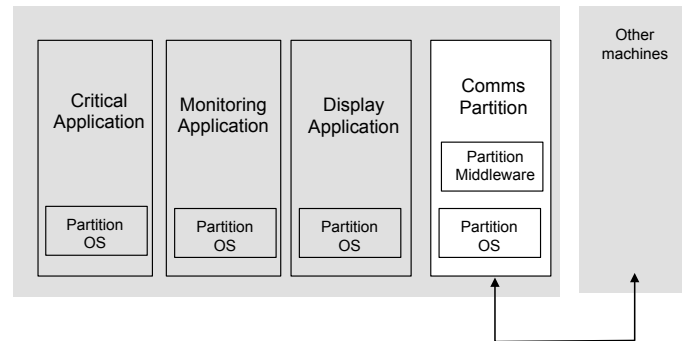 Critical
Application
Partition
OS
Monitoring
Application
Partition
OS
Display
Application
Partition
OS
Comms
Partition
Partition
Middleware
Partition
OS
Other
machines